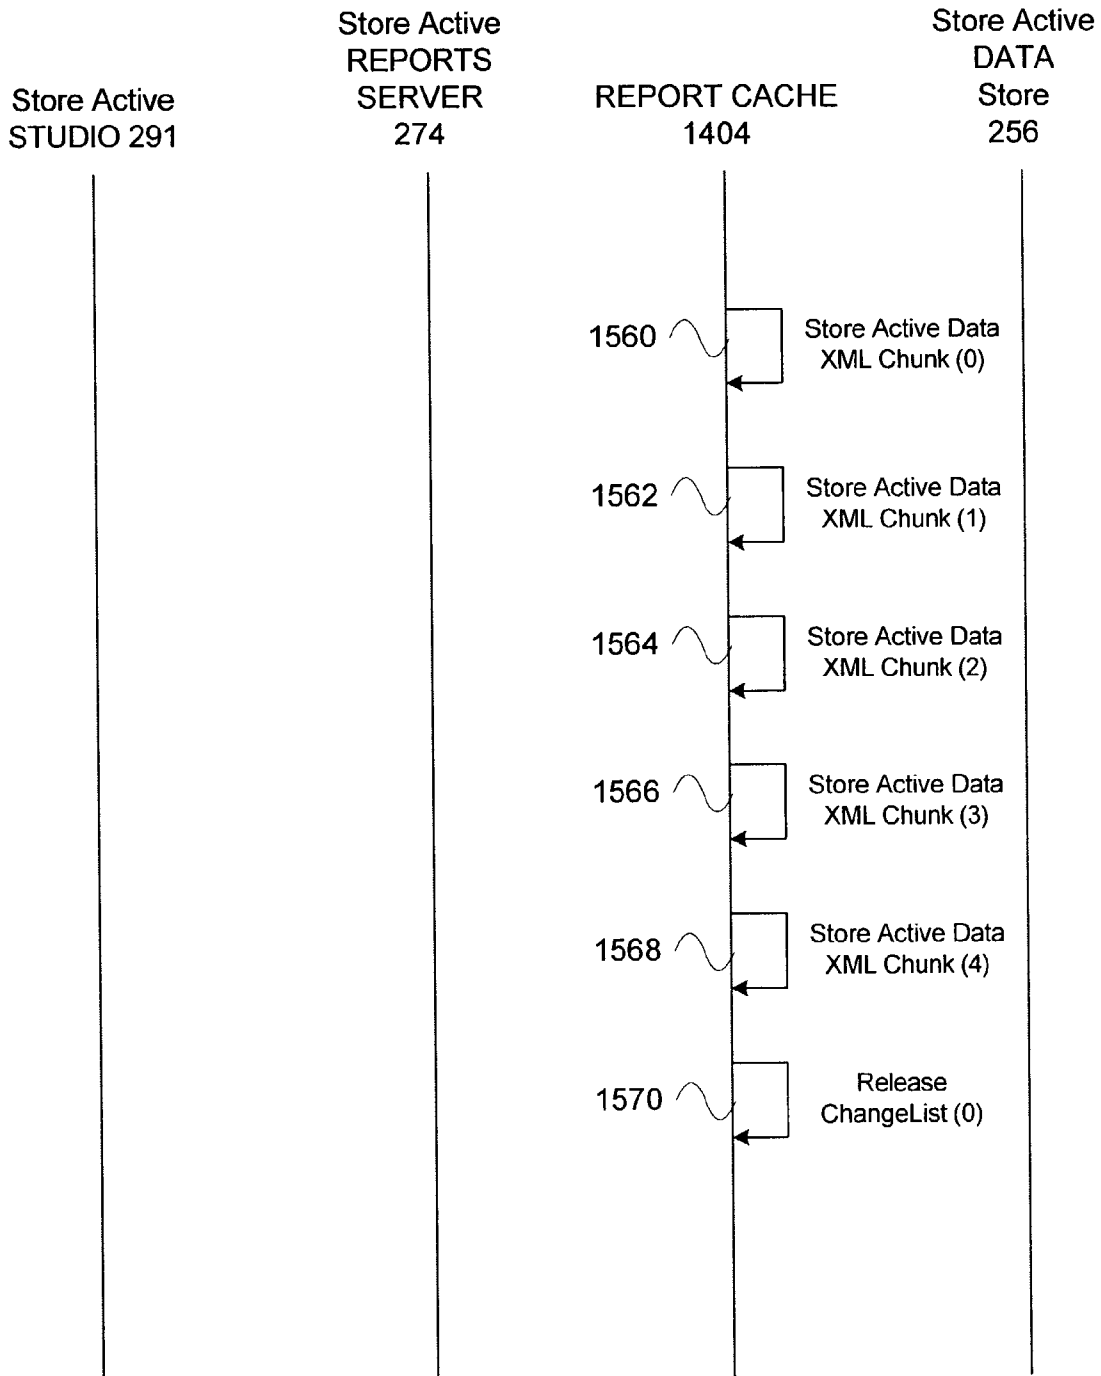 Store Active
STUDIO 291
Store Active
REPORTS
SERVER
274
REPORT CACHE
1404
Store Active
DATA
Store
256
1560
Store Active Data
XML Chunk (0)
1562
Store Active Data
XML Chunk (1)
1564
Store Active Data
XML Chunk (2)
1566
Store Active Data
XML Chunk (3)
1568
Store Active Data
XML Chunk (4)
1570
Release
ChangeList (0)